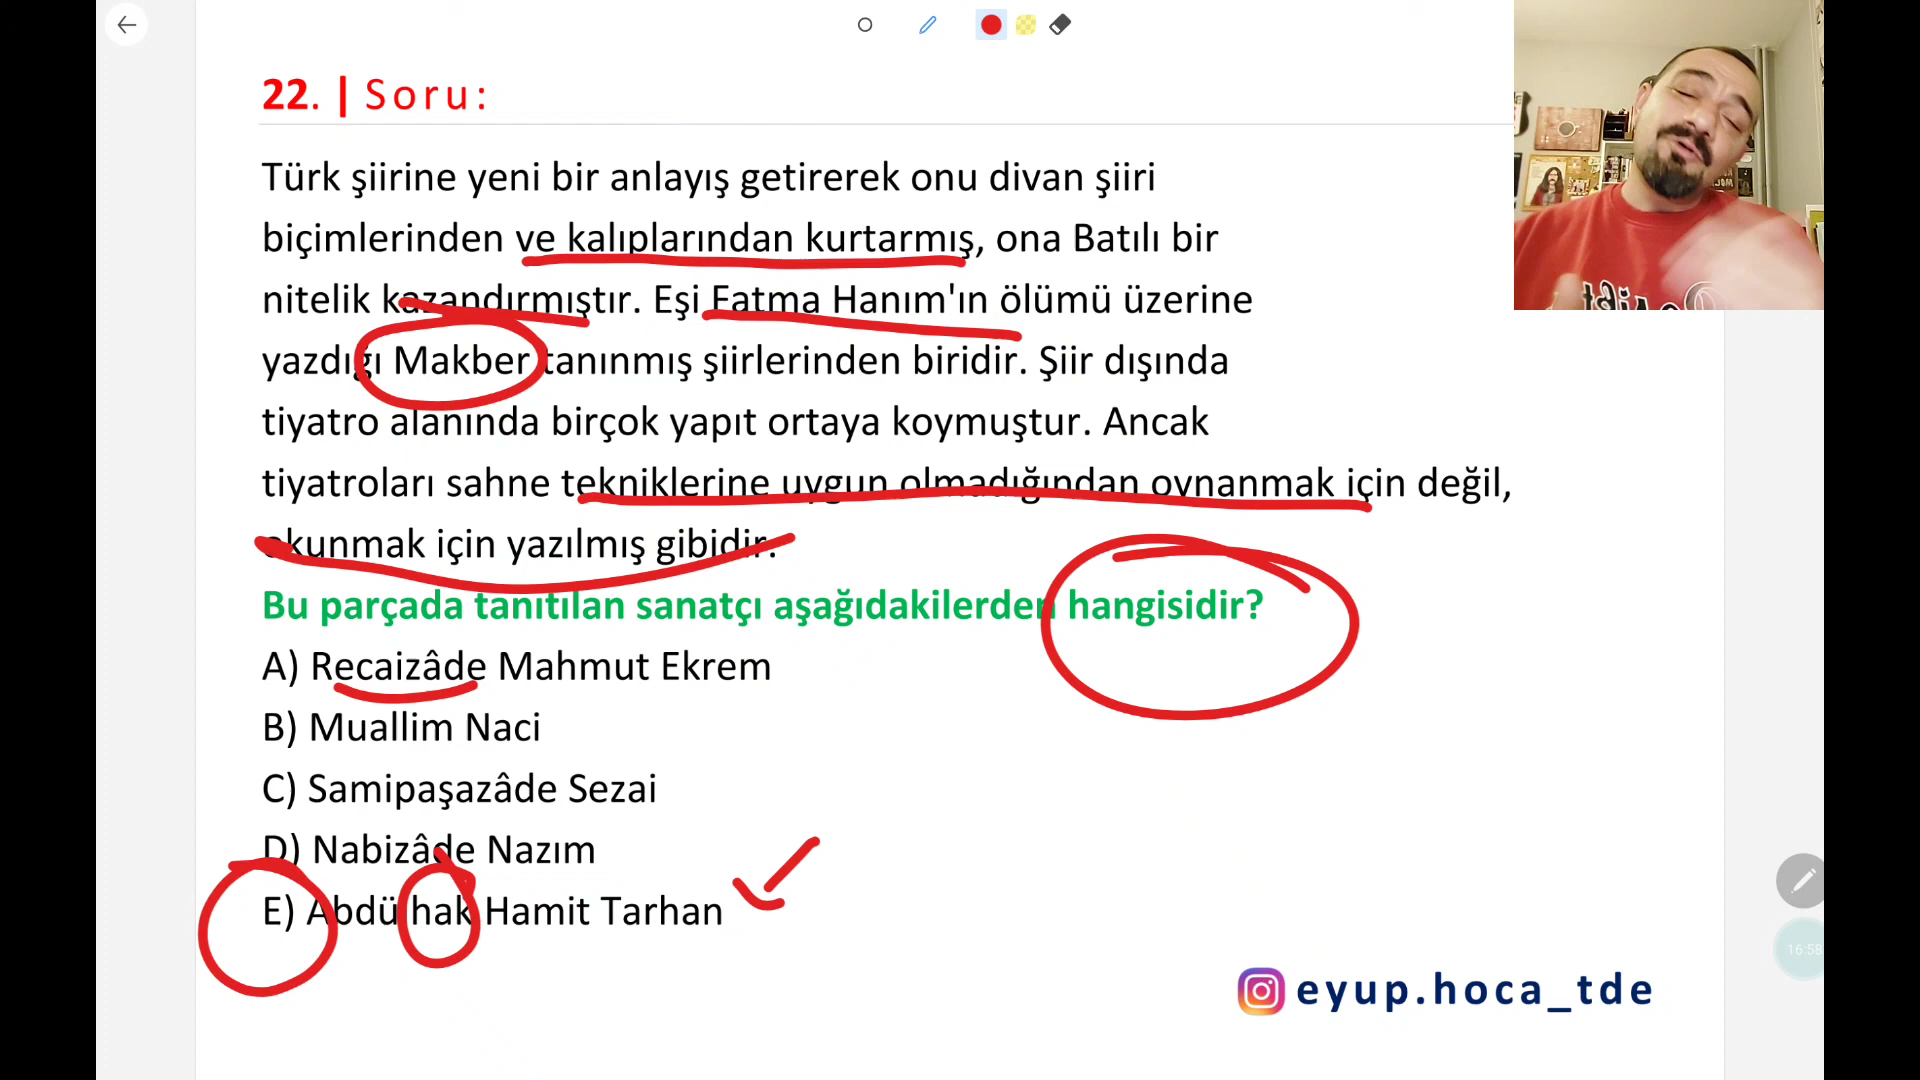 22. | Soru:
Türk şiirine yeni bir anlayış getirerek onu divan şiiri
biçimlerinden ve kalıplarından kurtarmış, ona Batılı bir
nitelik kazandırmıştır. Eşi Fatma Hanım'ın ölümü üzerine
yazdığı Makber tanınmış şiirlerinden biridir. Şiir dışında
tiyatro alanında birçok yapıt ortaya koymuştur. Ancak
tiyatroları sahne tekniklerine uygun olmadığından oynanmak için değil,
okunmak için yazılmış gibidir.
Bu parçada tanıtılan sanatçı aşağıdakilerden hangisidir?
A) Recaizâde Mahmut Ekrem
B) Muallim Naci
C) Samipaşazâde Sezai
D) Nabizâde Nazım
E) Abdülhak Hamit Tarhan
16:58
eyup.hoca_tde